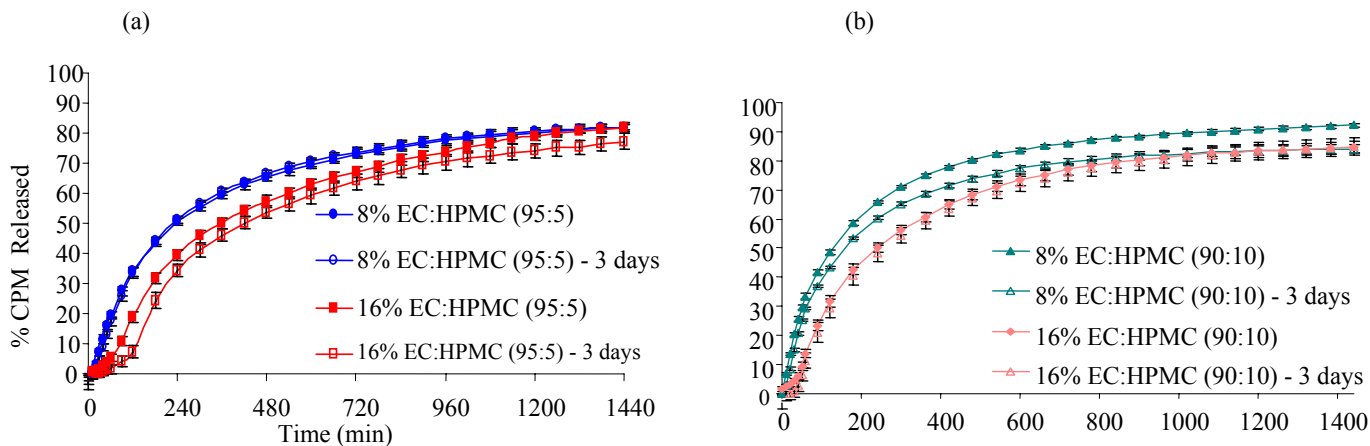 (a)
(b)
% CPM Released
100
90
80
70
60
50
40
30
20
10
0
0 240 480 720 960 1200 1440
Time (min)
8% EC:HPMC (95:5)
8% EC:HPMC (95:5) - 3 days
16% EC:HPMC (95:5)
16% EC:HPMC (95:5) - 3 days
100
90
80
70
60
50
40
30
20
10
0
0 200 400 600 800 1000 1200 1400
8% EC:HPMC (90:10)
8% EC:HPMC (90:10) - 3 days
16% EC:HPMC (90:10)
16% EC:HPMC (90:10) - 3 days